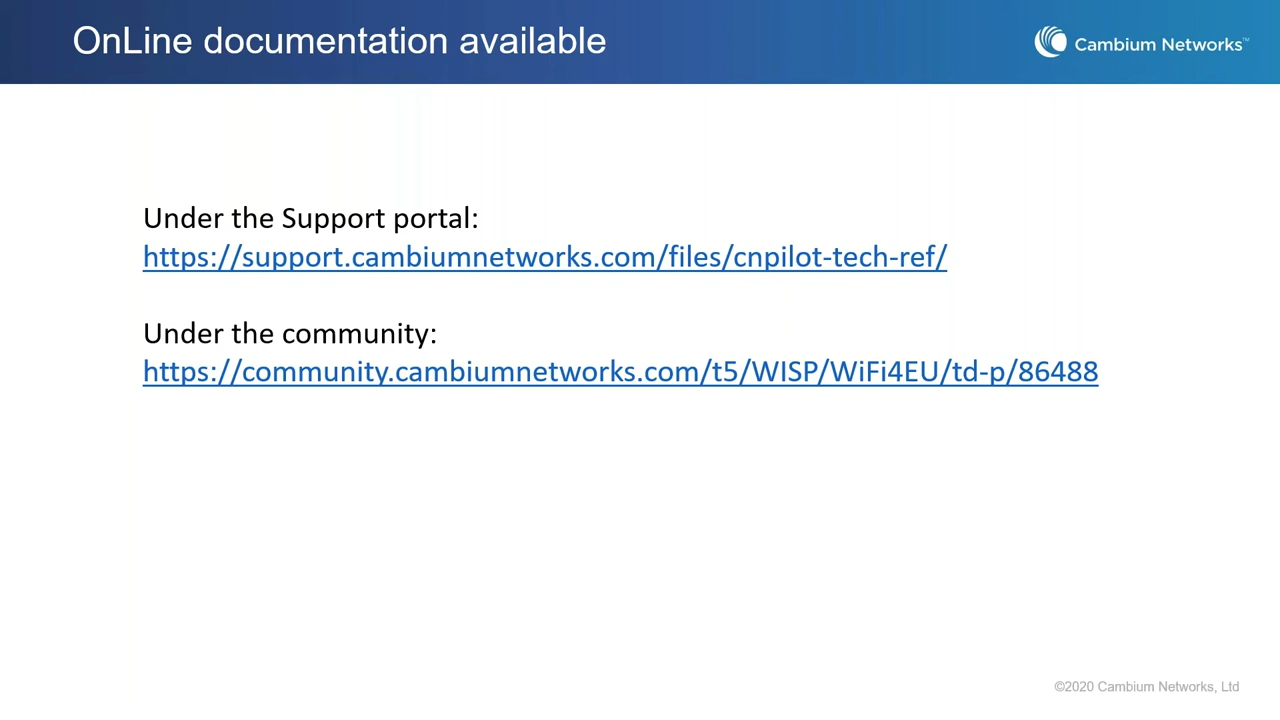 OnLine documentation available
Cambium Networks™
Under the Support portal:
https://support.cambiumnetworks.com/files/cnpilot-tech-ref/
Under the community:
https://community.cambiumnetworks.com/t5/WISP/WiFi4EU/td-p/86488
©2020 Cambium Networks, Ltd